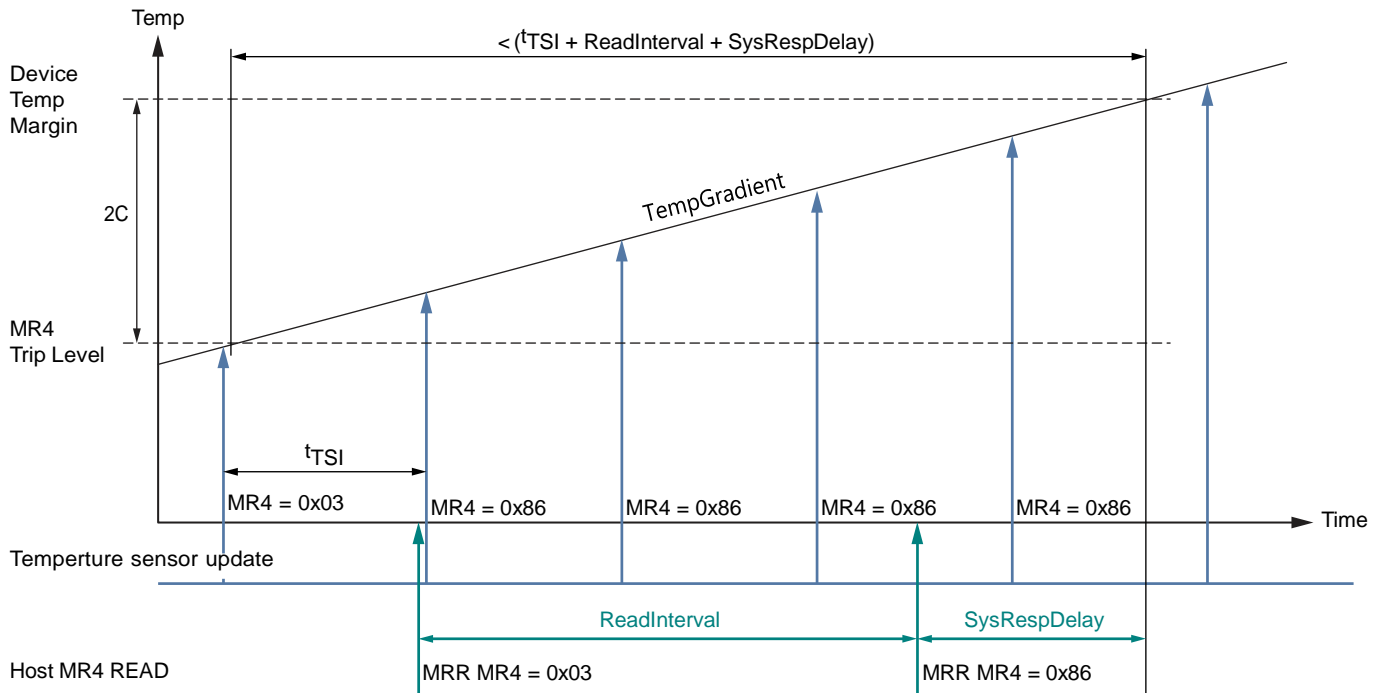 Temp
< (tTSI + ReadInterval + SysRespDelay)
Device
Temp
Margin
TempGradient
2C
MR4
Trip Level
tTSI
MR4 = 0x03
MR4 = 0x86
MR4 = 0x86
MR4 = 0x86
MR4 = 0x86
Time
Temperture sensor update
ReadInterval
SysRespDelay
Host MR4 READ
MRR MR4 = 0x03
MRR MR4 = 0x86